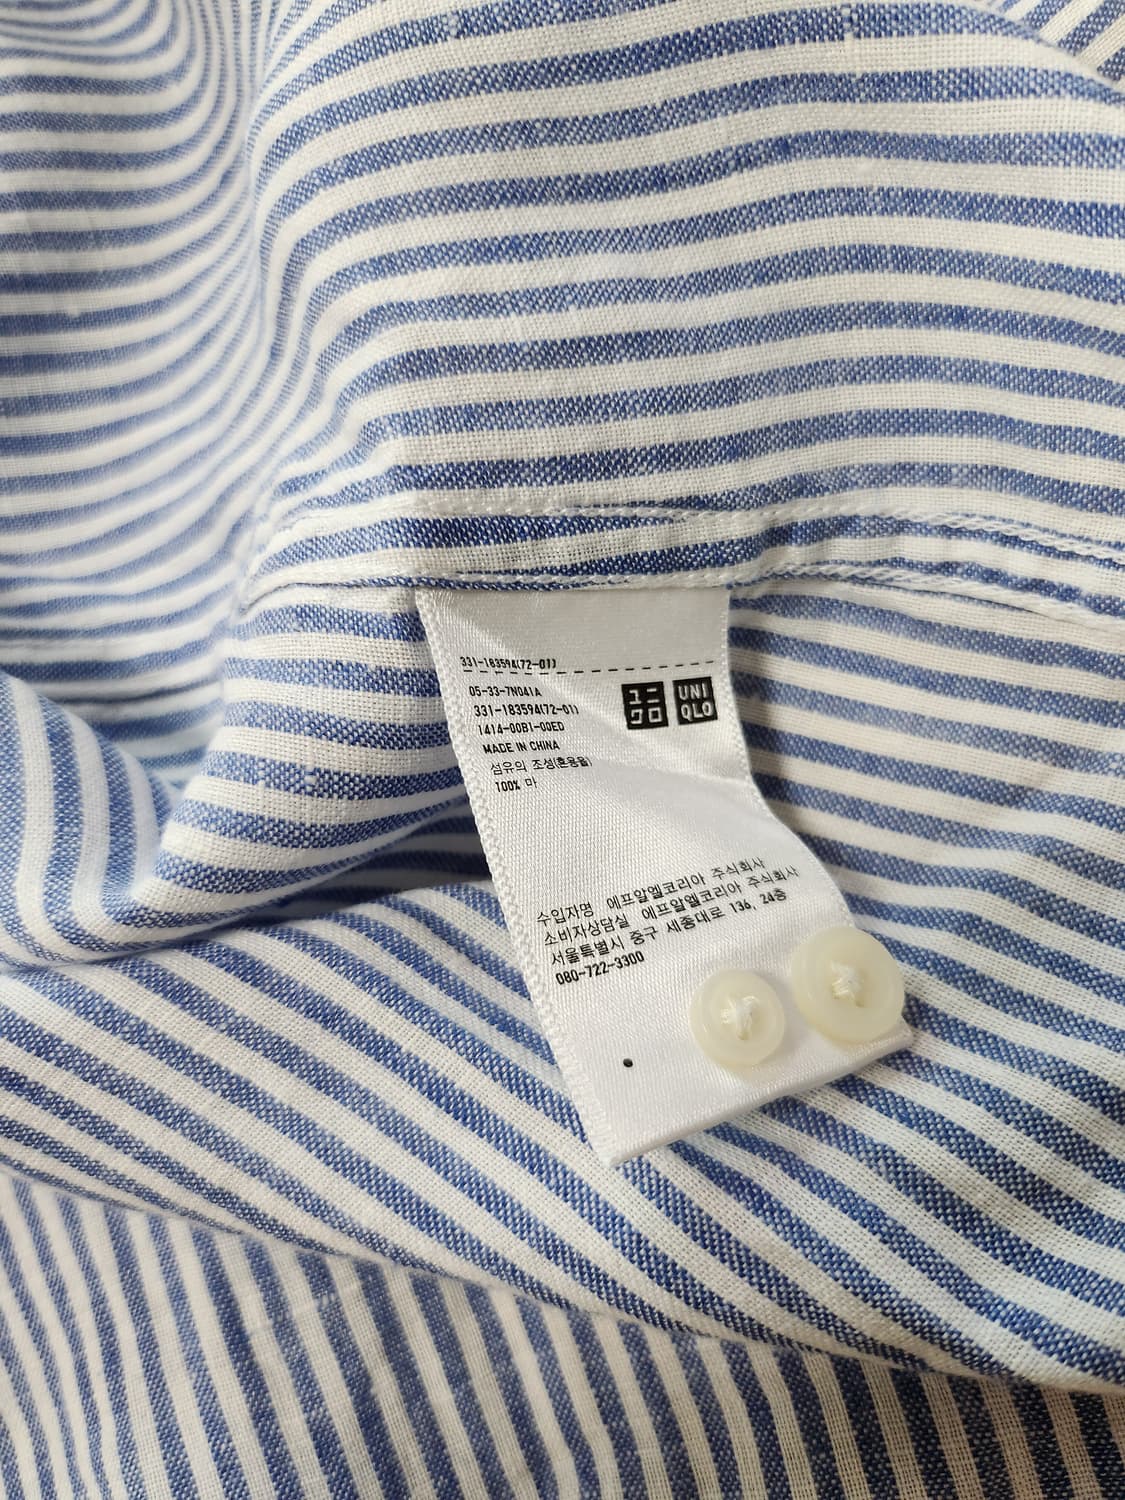 331-183594(72-01)
05-33-7N041A
331-183594(72-01)
1414-00B1-00ED
MADE IN CHINA
섬유의 조성(혼용율)
100% 마
ユニ
クロ
UNI
QLO
수입자명 에프알엘코리아 주식회사
소비자상담실 에프알엘코리아 주식회사
서울특별시 중구 세종대로 136, 24층
080-722-3300